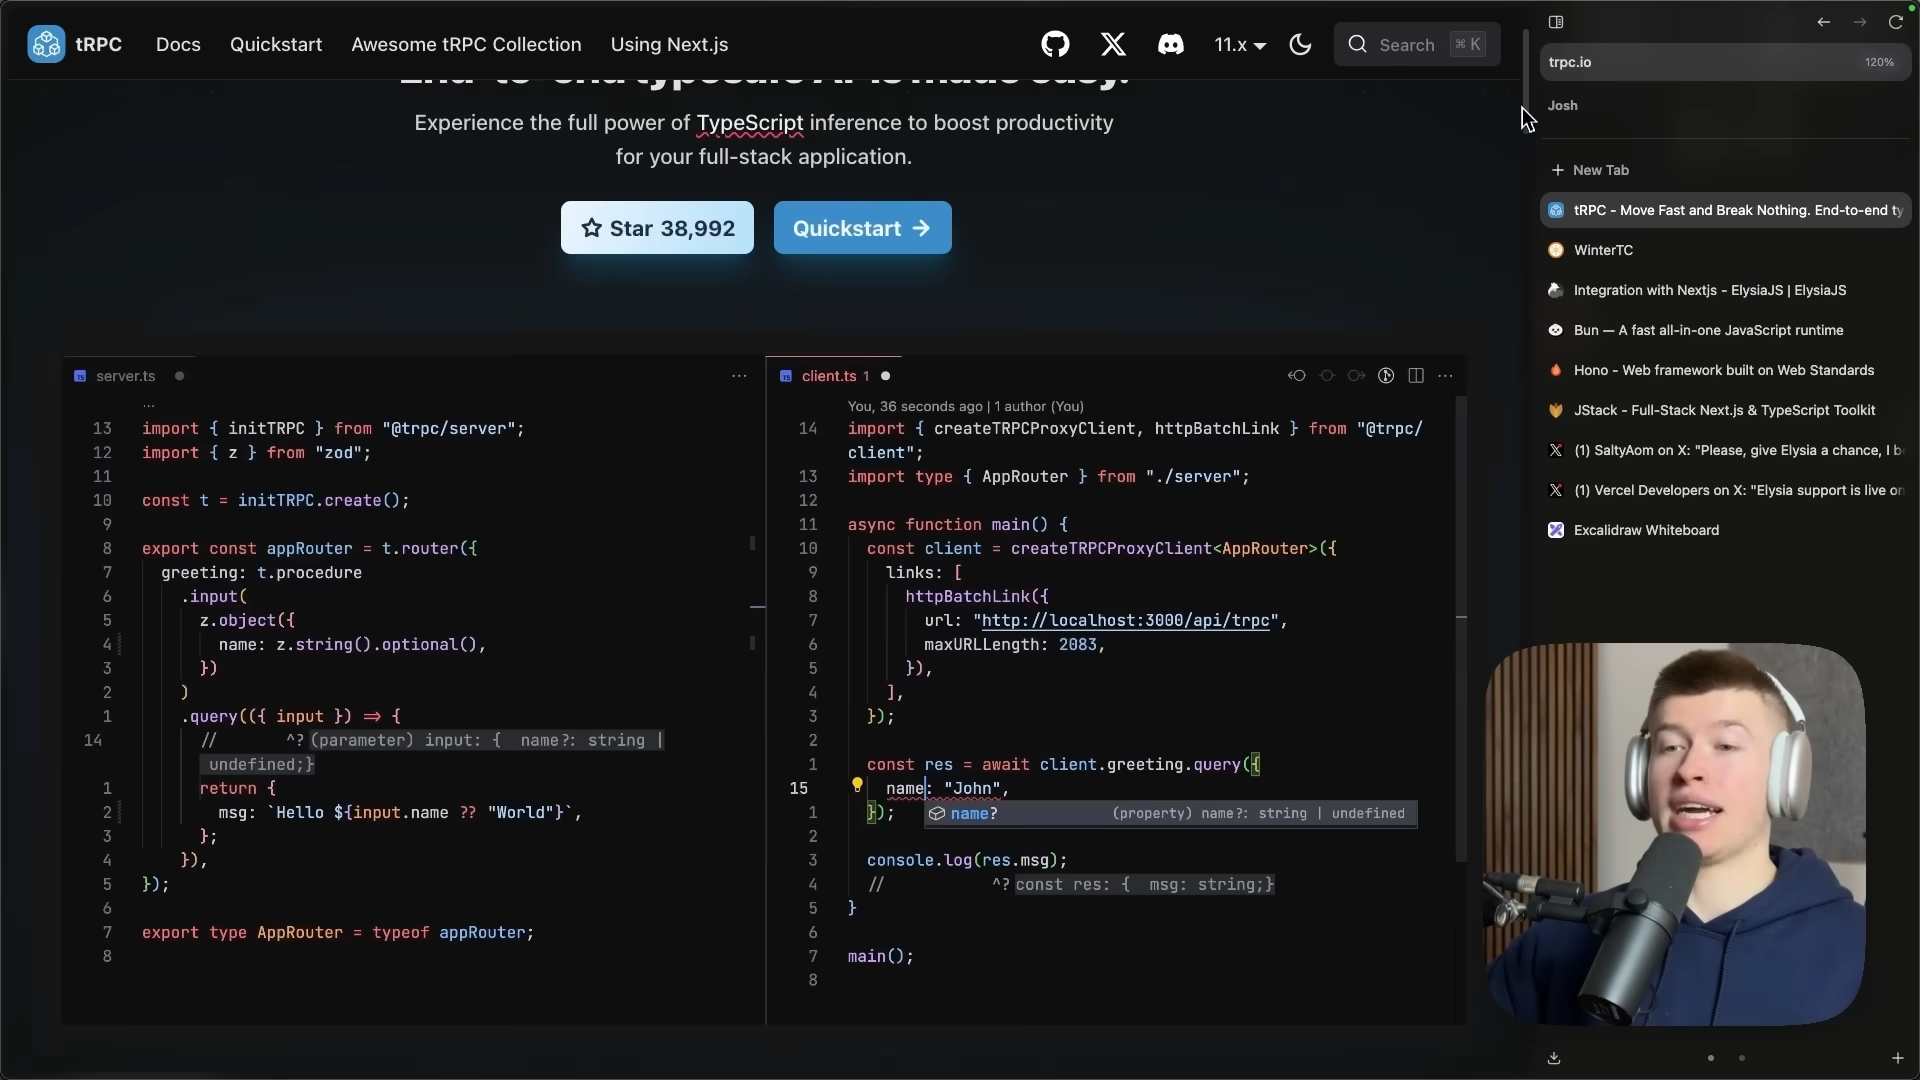 tRPC
Docs
Quickstart
Awesome tRPC Collection
Using Next.js
11.x
Search
⌘ K
End-to-end typesafe APIs made easy.
Experience the full power of TypeScript inference to boost productivity
for your full-stack application.
Star 38,992
Quickstart →
server.ts
...
...
13 import { initTRPC } from "@trpc/server";
12 import { z } from "zod";
11
10 const t = initTRPC.create();
9
8 export const appRouter = t.router({
7 greeting: t.procedure
6 .input(
5 z.object({
4 name: z.string().optional(),
3 })
2 )
1 .query(({ input }) => {
14 // ^? (parameter) input: { name?: string |
undefined;}
1 return {
2 msg: `Hello ${input.name ?? "World"}`,
3 };
4 }),
5 });
6
7 export type AppRouter = typeof appRouter;
8
client.ts 1
...
You, 36 seconds ago | 1 author (You)
14 import { createTRPCProxyClient, httpBatchLink } from "@trpc/
client";
13 import type { AppRouter } from "./server";
12
11 async function main() {
10 const client = createTRPCProxyClient<AppRouter>({
9 links: [
8 httpBatchLink({
7 url: "http://localhost:3000/api/trpc",
6 maxURLLength: 2083,
5 }),
4 ],
3 });
2
1 const res = await client.greeting.query({
15 name: "John",
1 });
name? (property) name?: string | undefined
2
3 console.log(res.msg);
4 // ^? const res: { msg: string;}
5 }
6
7 main();
8
trpc.io
120%
Josh
+ New Tab
tRPC - Move Fast and Break Nothing. End-to-end ty
WinterTC
Integration with Nextjs - ElysiaJS | ElysiaJS
Bun — A fast all-in-one JavaScript runtime
Hono - Web framework built on Web Standards
JStack - Full-Stack Next.js & TypeScript Toolkit
(1) SaltyAom on X: "Please, give Elysia a chance, I b
(1) Vercel Developers on X: "Elysia support is live on
Excalidraw Whiteboard